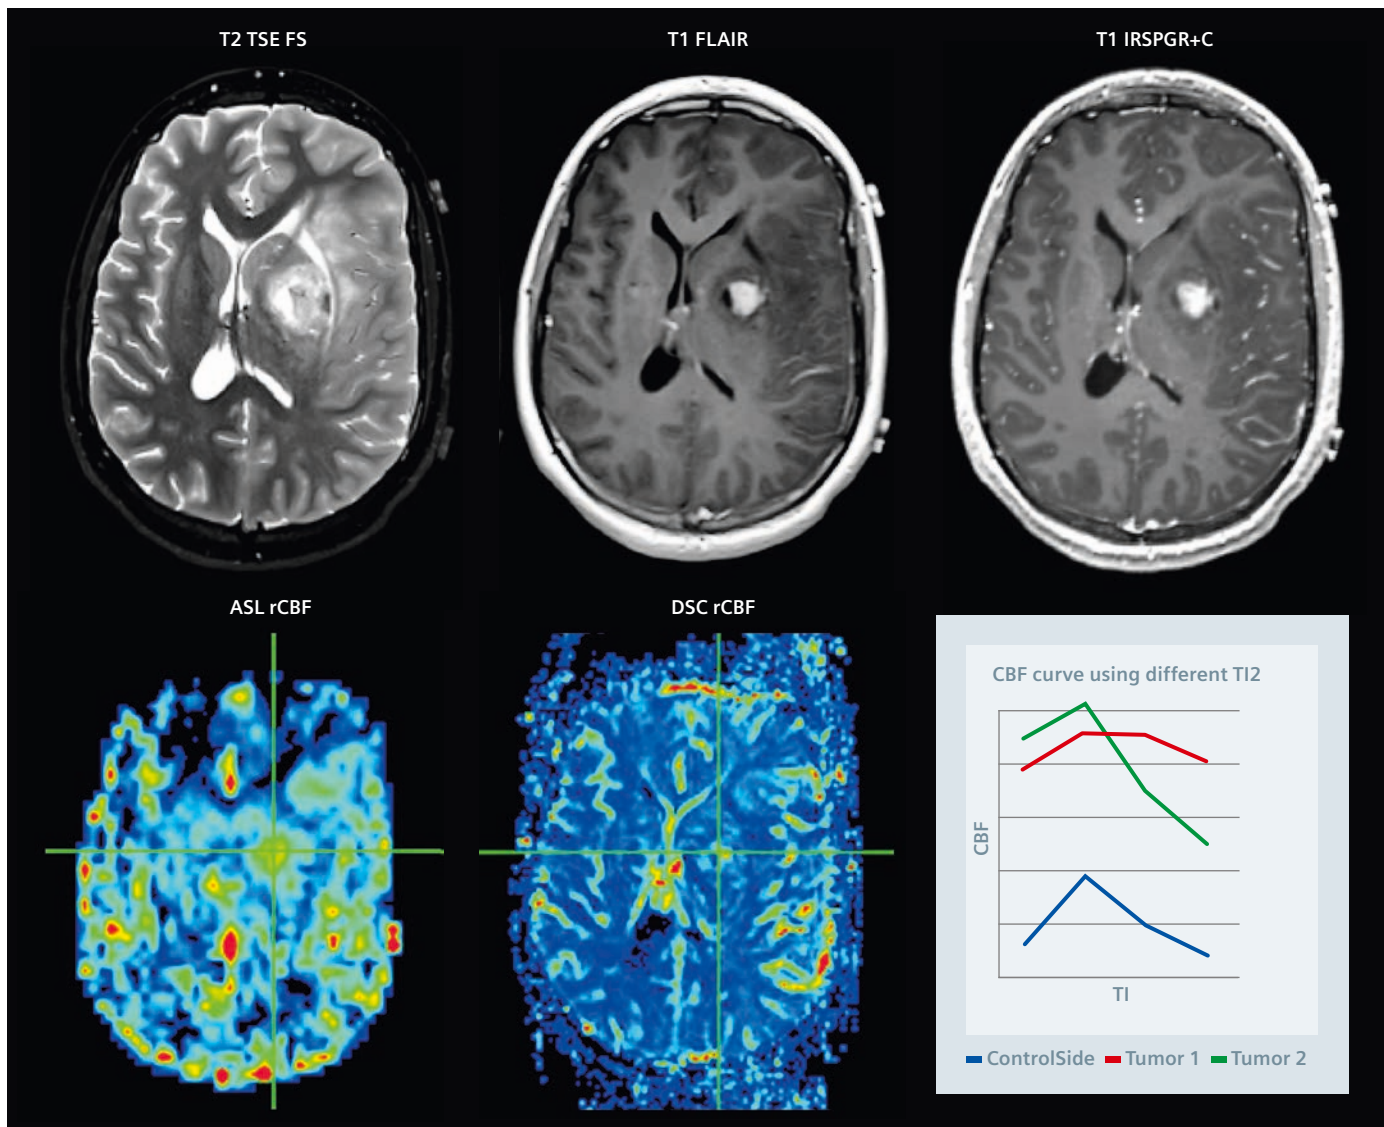 T2 TSE FS
T1 FLAIR
T1 IRSPGR+C
ASL rCBF
DSC rCBF
CBF curve using different TI2
CBF
TI
ControlSide Tumor 1 Tumor 2